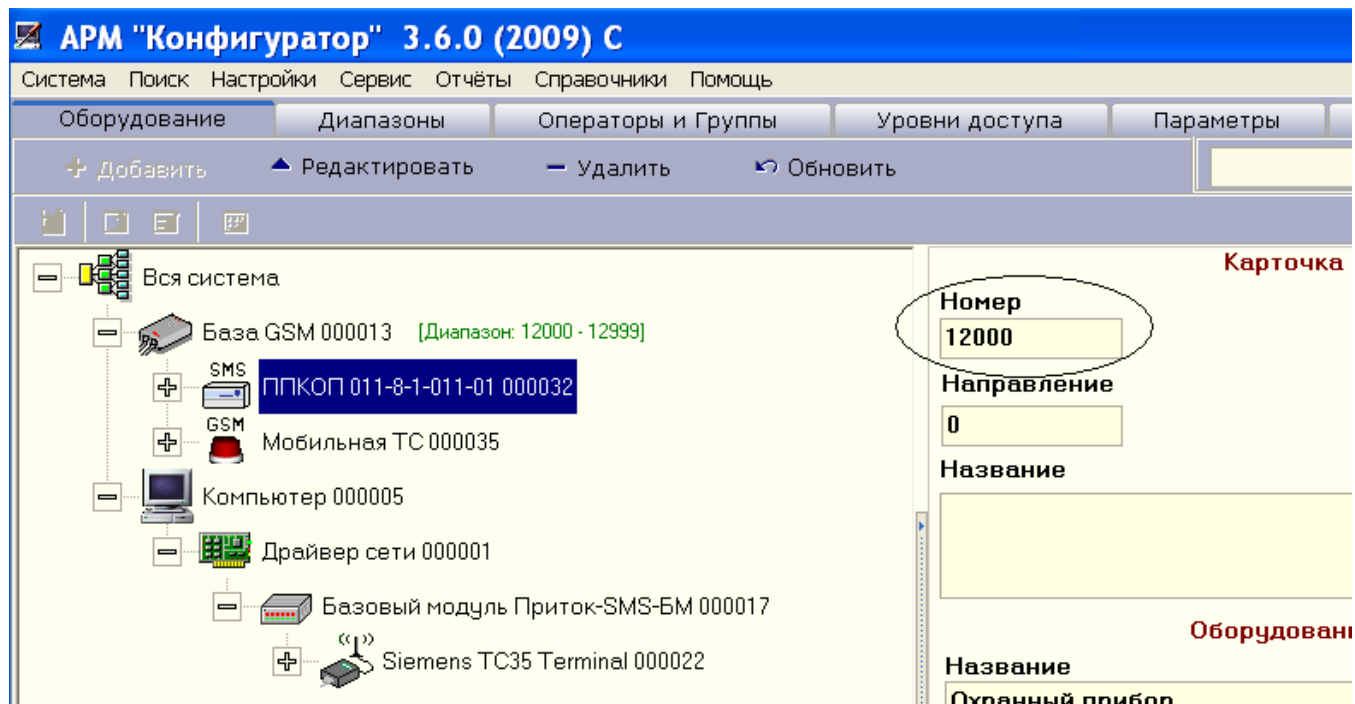 АРМ "Конфигуратор" 3.6.0 (2009) С
Система Поиск Настройки Сервис Отчёты Справочники Помощь
Оборудование Диапазоны Операторы и Группы Уровни доступа Параметры
Добавить Редактировать Удалить Обновить
Карточка
Вся система
Номер
База GSM 000013 [Диапазон: 12000 - 12999]
12000
SMS
ППКОП 011-8-1-011-01 000032
Направление
GSM
Мобильная ТС 000035
0
Название
Компьютер 000005
Драйвер сети 000001
Базовый модуль Приток-SMS-БМ 000017
Оборудован
Siemens TC35 Terminal 000022
Название
Охранный прибор